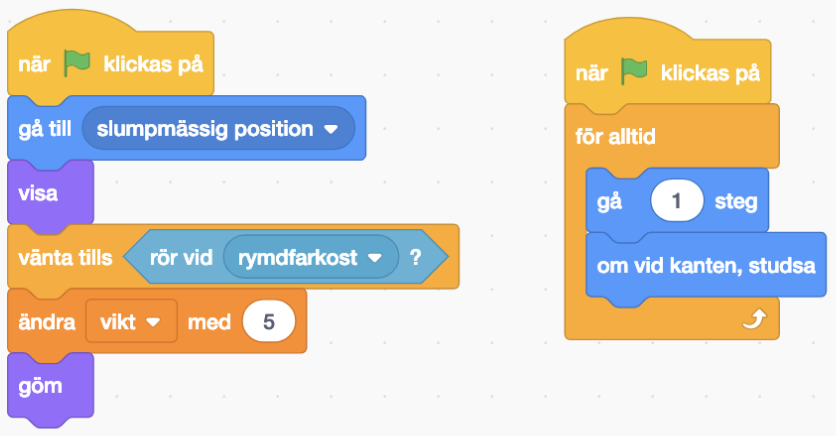 när klickas på
gå till slumpmässig position
visa
vänta tills rör vid rymdfarkost ?
ändra vikt med 5
göm
när klickas på
för alltid
gå 1 steg
om vid kanten, studsa